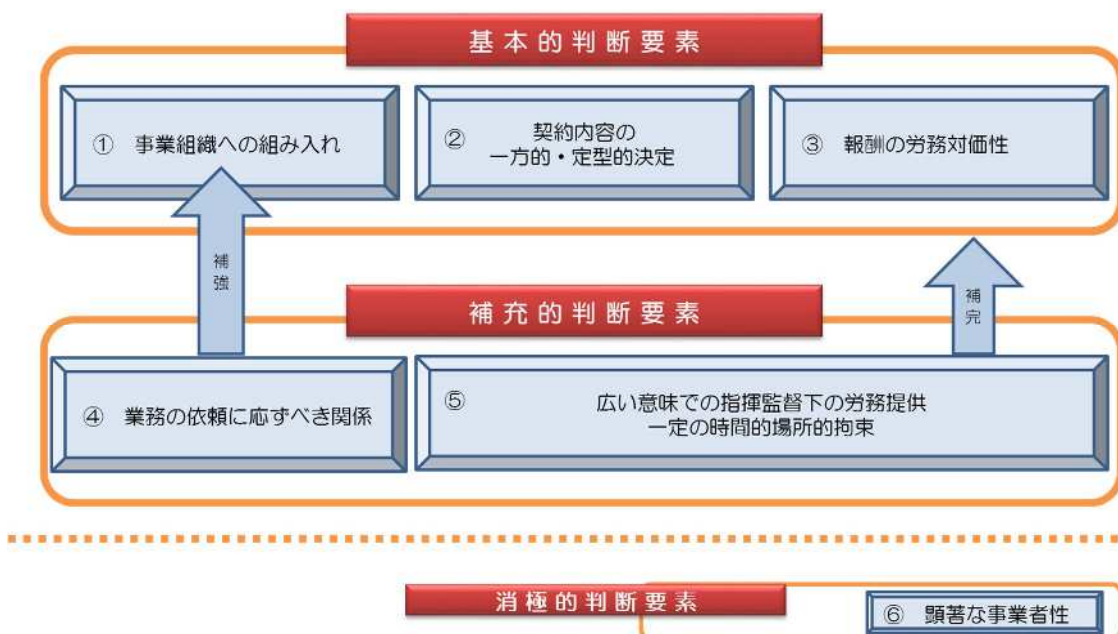 基本的判断要素
① 事業組織への組み入れ
② 契約内容の
一方的・定型的決定
③ 報酬の労務対価性
補強
補完
補充的判断要素
④ 業務の依頼に応ずべき関係
⑤ 広い意味での指揮監督下の労務提供
一定の時間的場所的拘束
消極的判断要素
⑥ 顕著な事業者性